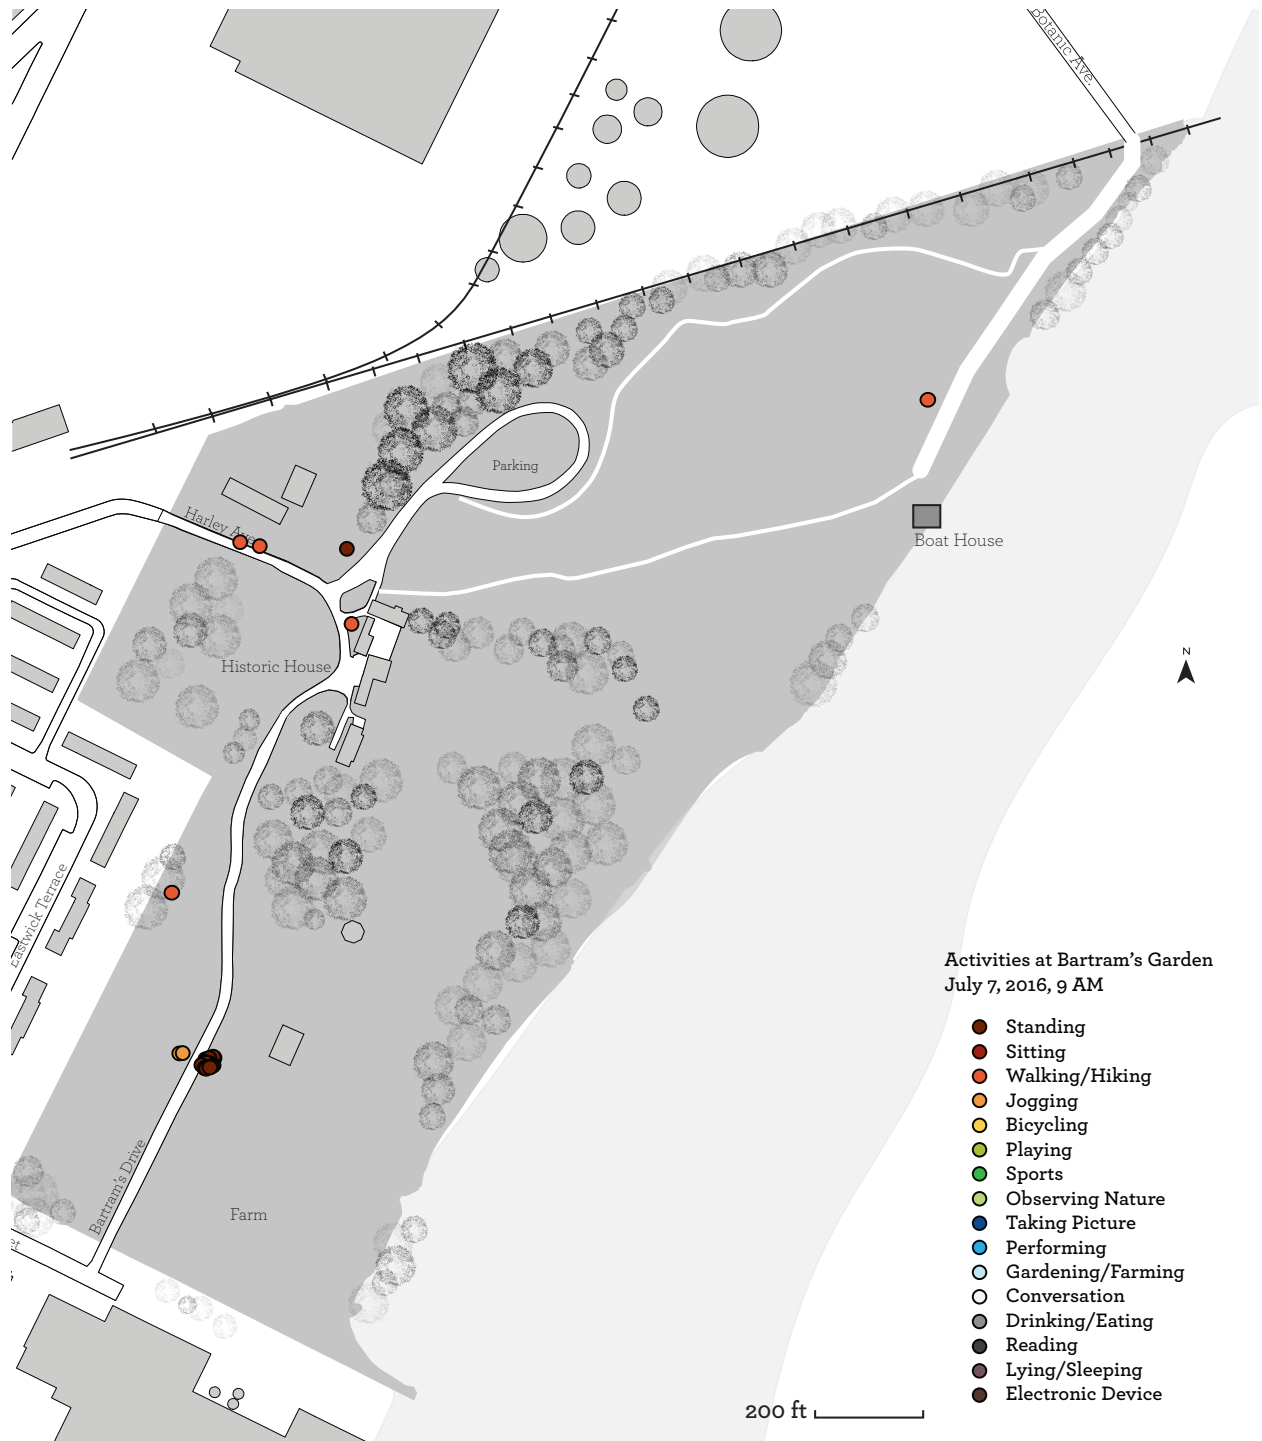 Botanic Ave.
Parking
Harley Ave.
Boat House
N
Historic House
Eastwick Terrace
Activities at Bartram's Garden
July 7, 2016, 9 AM
Standing
Sitting
Walking/Hiking
Jogging
Bicycling
Playing
Sports
Observing Nature
Taking Picture
Performing
Gardening/Farming
Conversation
Drinking/Eating
Reading
Lying/Sleeping
Electronic Device
Bartram's Drive
Farm
200 ft